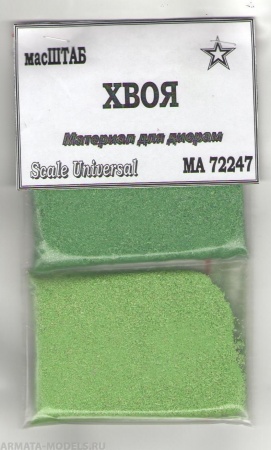 масШТАБ
ХВОЯ
Материал для диорам
Scale Universal MA 72247
ARMATA-MODELS.RU